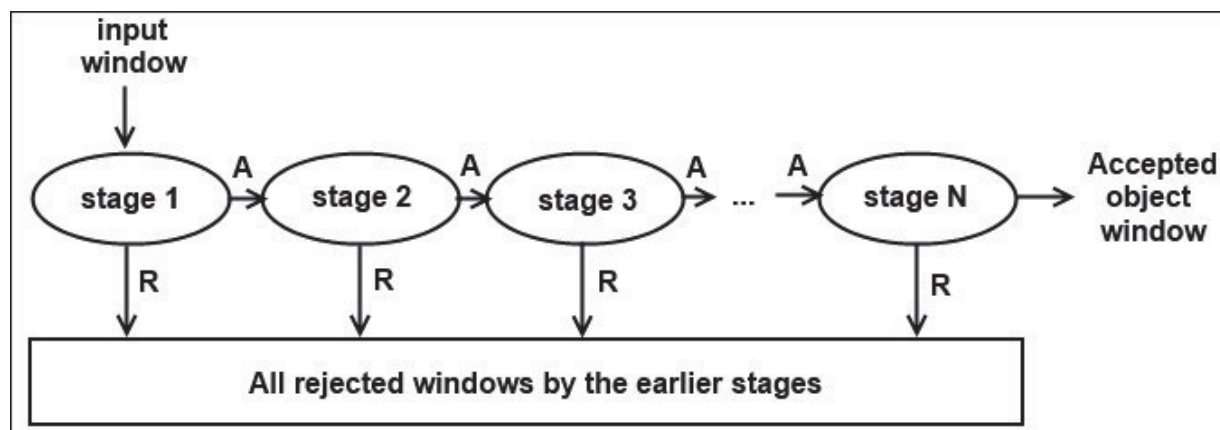 input
window
A
A
A
A
stage 1
stage 2
stage 3
...
stage N
Accepted
object
window
R
R
R
R
All rejected windows by the earlier stages